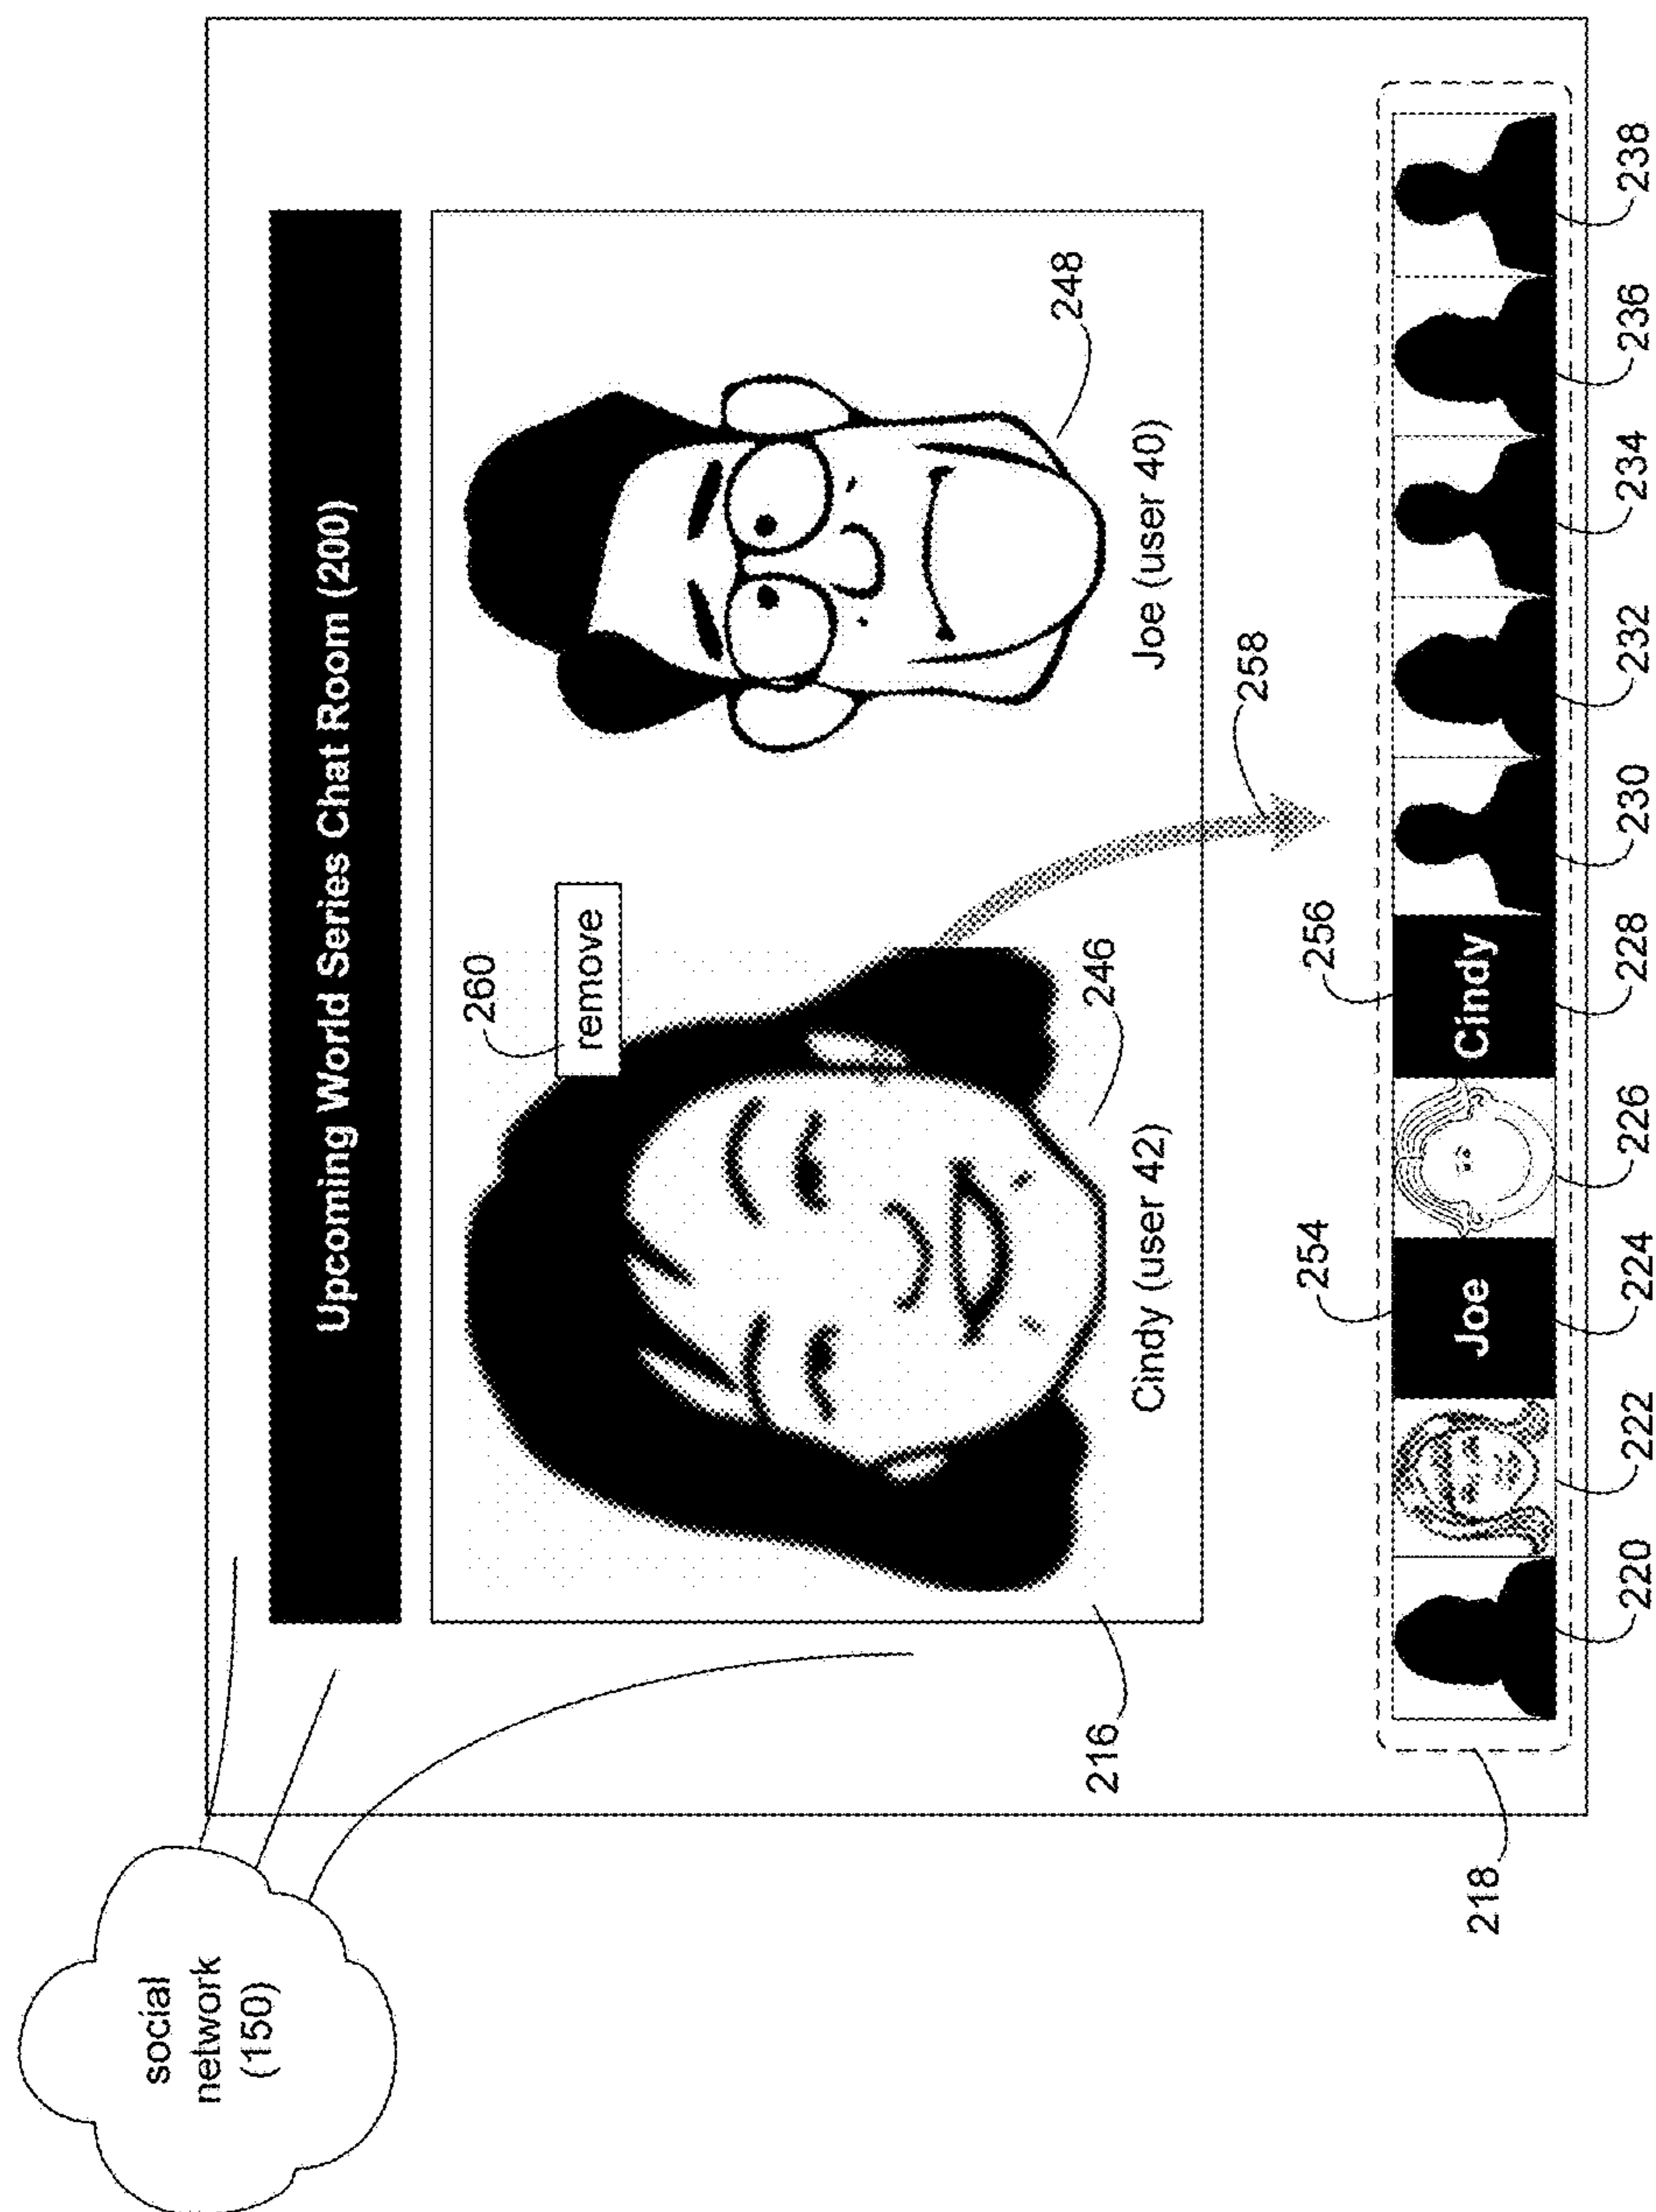 social
network
(150)
Upcoming World Series Chat Room (200)
260
remove
248
246
Cindy (user 42)
Joe (user 40)
216
258
254
256
Joe
Cindy
218
220
222
224
226
228
230
232
234
236
238